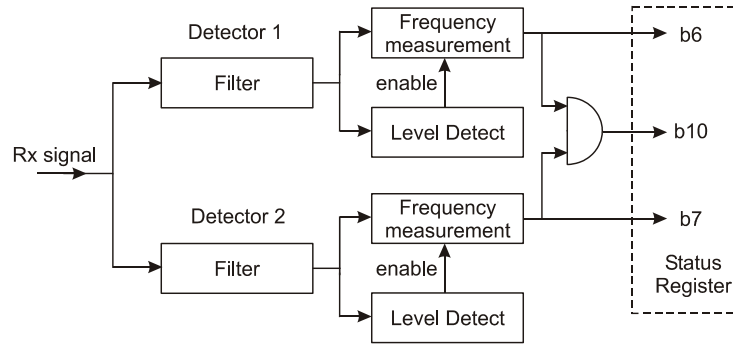 Detector 1
Frequency
measurement
b6
Filter
enable
Level Detect
Rx signal
b10
Detector 2
Frequency
measurement
b7
Filter
enable
Level Detect
Status
Register